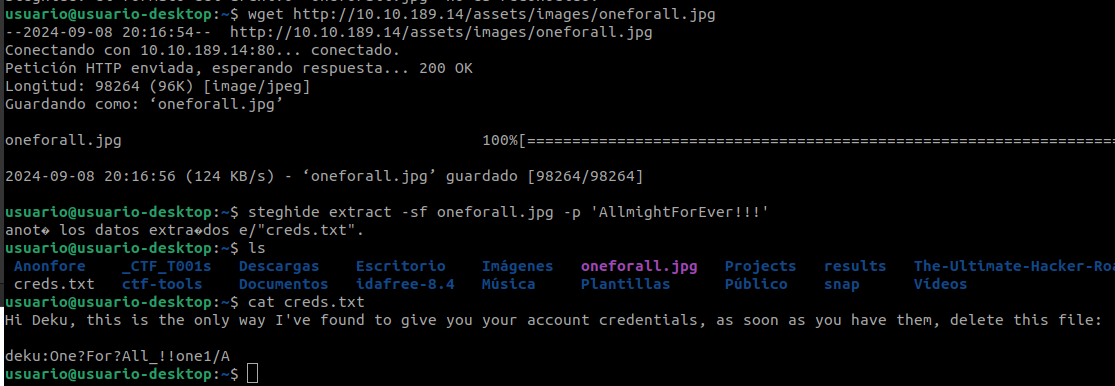 usuario@usuario-desktop:~$ wget http://10.10.189.14/assets/images/oneforall.jpg
--2024-09-08 20:16:54--  http://10.10.189.14/assets/images/oneforall.jpg
Conectando con 10.10.189.14:80... conectado.
Petición HTTP enviada, esperando respuesta... 200 OK
Longitud: 98264 (96K) [image/jpeg]
Guardando como: ‘oneforall.jpg’
oneforall.jpg 100%[==================================================================
2024-09-08 20:16:56 (124 KB/s) - ‘oneforall.jpg’ guardado [98264/98264]
usuario@usuario-desktop:~$ steghide extract -sf oneforall.jpg -p 'AllmightForEver!!!'
anot� los datos extra�dos e/"creds.txt".
usuario@usuario-desktop:~$ ls
Anonfore _CTF_T001s Descargas Escritorio Imágenes oneforall.jpg Projects results The-Ultimate-Hacker-Roa
creds.txt ctf-tools Documentos idafree-8.4 Música Plantillas Público snap Vídeos
usuario@usuario-desktop:~$ cat creds.txt
Hi Deku, this is the only way I've found to give you your account credentials, as soon as you have them, delete this file:
deku:One?For?All_!!one1/A
usuario@usuario-desktop:~$